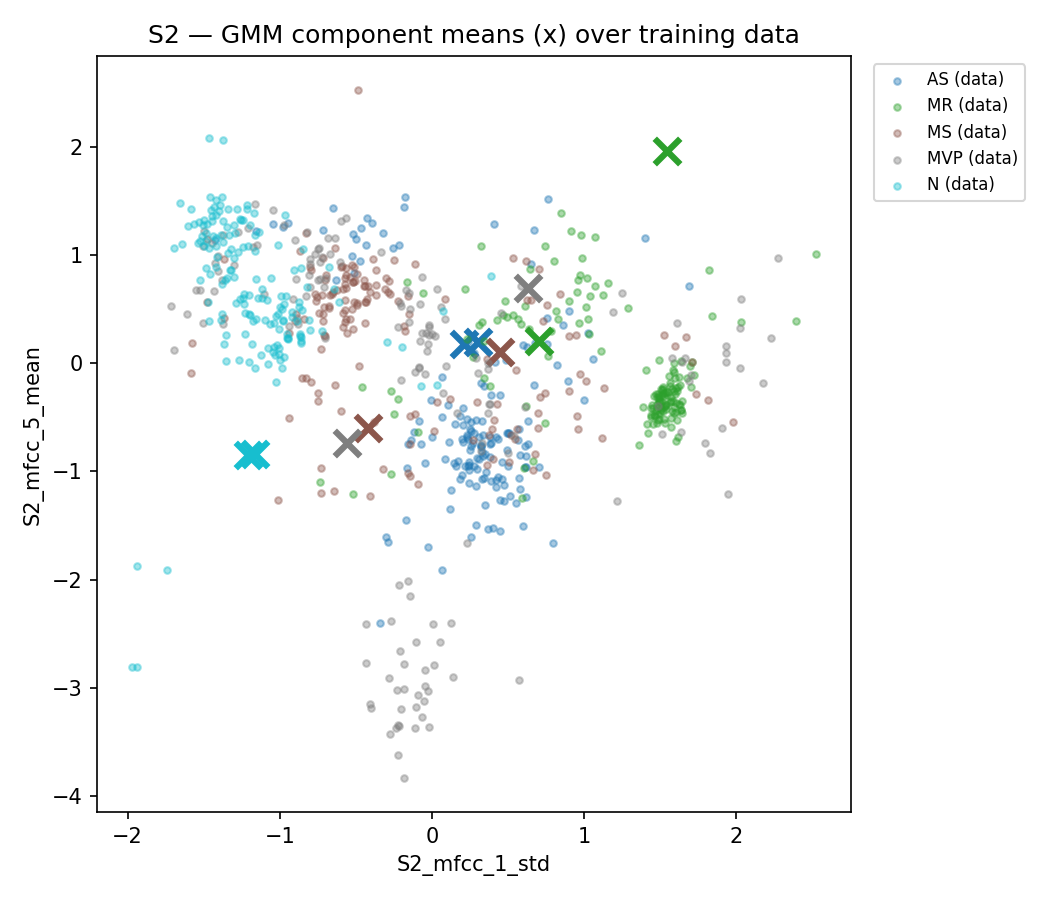 S2 — GMM component means (x) over training data
AS (data)
MR (data)
MS (data)
MVP (data)
N (data)
S2_mfcc_5_mean
2
1
0
−1
−2
−3
−4
−2
−1
0
1
2
S2_mfcc_1_std